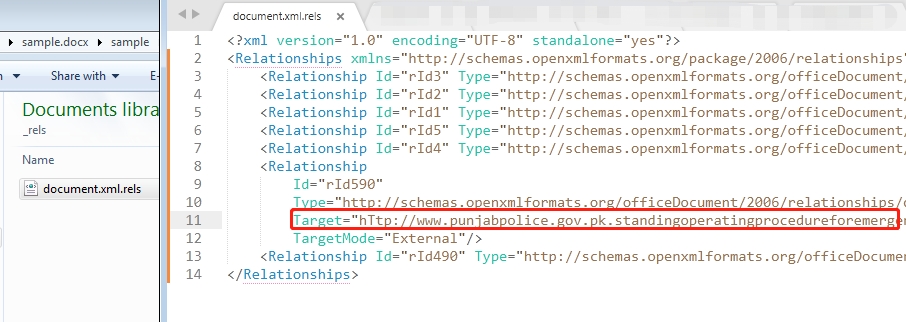 sample.docx ▸ sample
Share with
E-
Documents libra
_rels
Name
document.xml.rels
document.xml.rels ×
1 <?xml version="1.0" encoding="UTF-8" standalone="yes"?>
2 <Relationships xmlns="http://schemas.openxmlformats.org/package/2006/relationships"
3 <Relationship Id="rId3" Type="http://schemas.openxmlformats.org/officeDocument/
4 <Relationship Id="rId2" Type="http://schemas.openxmlformats.org/officeDocument/
5 <Relationship Id="rId1" Type="http://schemas.openxmlformats.org/officeDocument/
6 <Relationship Id="rId5" Type="http://schemas.openxmlformats.org/officeDocument/
7 <Relationship Id="rId4" Type="http://schemas.openxmlformats.org/officeDocument/
8 <Relationship
9 Id="rId590"
10 Type="http://schemas.openxmlformats.org/officeDocument/2006/relationships/
11 Target="hTtp://www.punjabpolice.gov.pk.standingoperatingprocedureforemerge
12 TargetMode="External"/>
13 <Relationship Id="rId490" Type="http://schemas.openxmlformats.org/officeDocume
14 </Relationships>